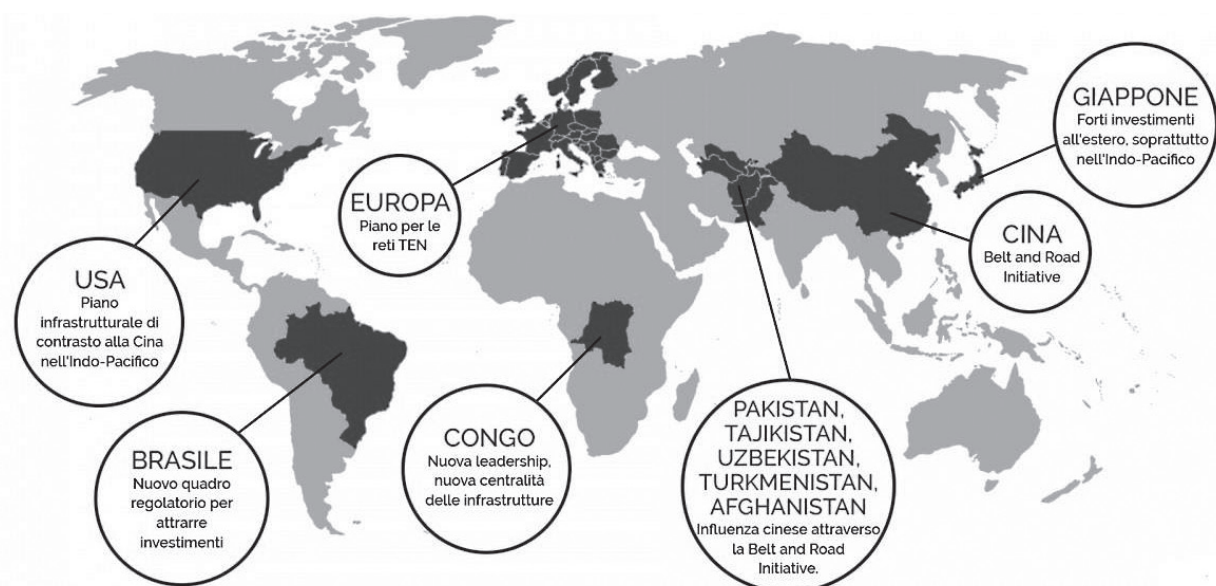 GIAPPONE
Forti investimenti
all'estero, soprattutto
nell'Indo-Pacifico
EUROPA
Piano per le
reti TEN
CINA
Belt and Road
Initiative
USA
Piano
infrastrutturale di
contrasto alla Cina
nell'Indo-Pacifico
BRASILE
Nuovo quadro
regolatorio per
attrarre
investimenti
CONGO
Nuova leadership,
nuova centralità
delle infrastrutture
PAKISTAN,
TAJIKISTAN,
UZBEKISTAN,
TURKMENISTAN,
AFGHANISTAN
Influenza cinese attraverso
la Belt and Road
Initiative.